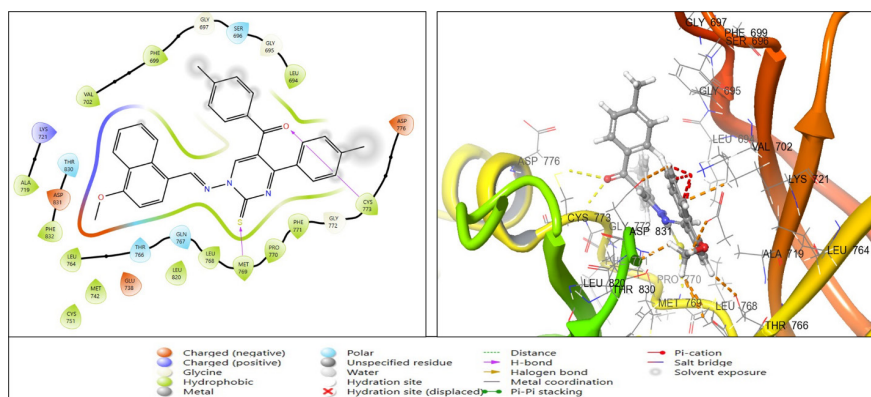 GLY 697
SER 696
GLY 695
PHE 699
LEU 694
VAL 702
ASP 776
LYS 721
THR 830
ALA 719
ASP 831
PHE 832
O
N
N
N
O
S
CYS 773
GLY 772
PHE 771
PRO 770
MET 769
LEU 768
GLN 767
THR 766
LEU 764
LEU 820
MET 742
GLU 738
CYS 751
GLY 697
PHE 699
SER 696
GLY 695
LEU 694
VAL 702
ASP 776
LYS 721
CYS 773
GLY 772
ASP 831
ALA 719
LEU 764
LEU 820
THR 830
PRO 770
MET 769
LEU 768
THR 766
Charged (negative)
Charged (positive)
Glycine
Hydrophobic
Metal
Polar
Unspecified residue
Water
Hydration site
Hydration site (displaced)
Distance
H-bond
Halogen bond
Metal coordination
Pi-Pi stacking
Pi-cation
Salt bridge
Solvent exposure